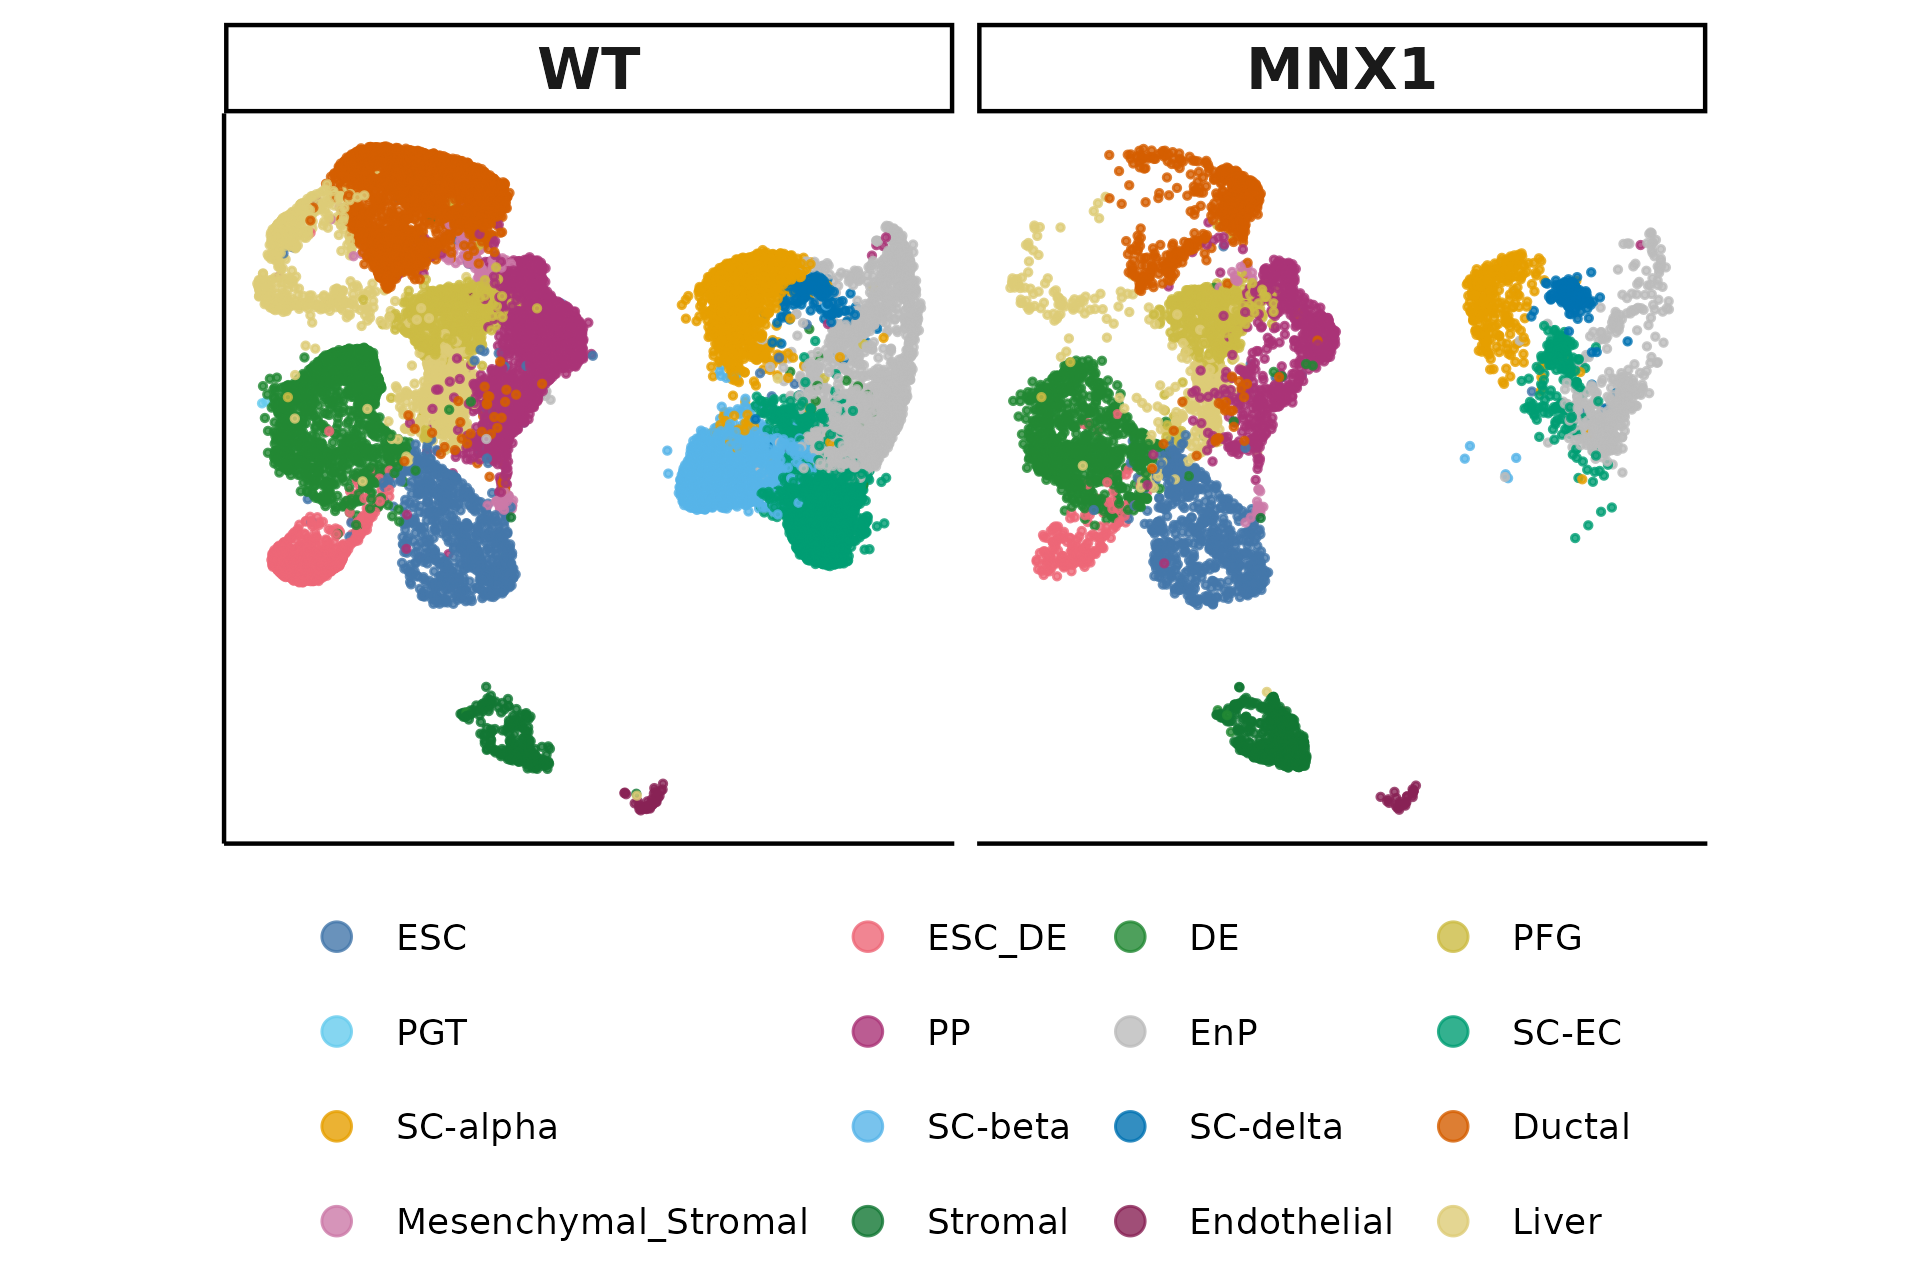 WT
MNX1
ESC
ESC_DE
DE
PFG
PGT
PP
EnP
SC-EC
SC-alpha
SC-beta
SC-delta
Ductal
Mesenchymal_Stromal
Stromal
Endothelial
Liver